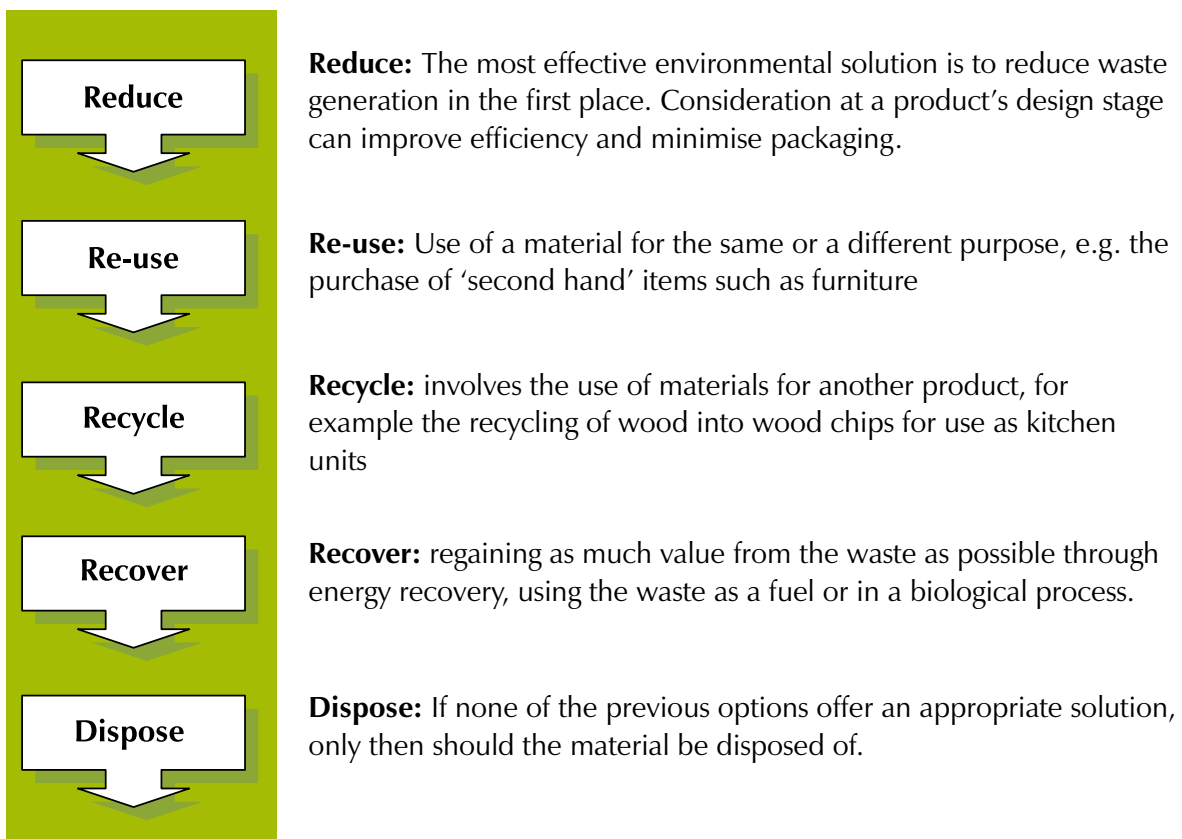 Reduce
Reduce: The most effective environmental solution is to reduce waste
generation in the first place. Consideration at a product’s design stage
can improve efficiency and minimise packaging.
Re-use
Re-use: Use of a material for the same or a different purpose, e.g. the
purchase of ‘second hand’ items such as furniture
Recycle
Recycle: involves the use of materials for another product, for
example the recycling of wood into wood chips for use as kitchen
units
Recover
Recover: regaining as much value from the waste as possible through
energy recovery, using the waste as a fuel or in a biological process.
Dispose
Dispose: If none of the previous options offer an appropriate solution,
only then should the material be disposed of.